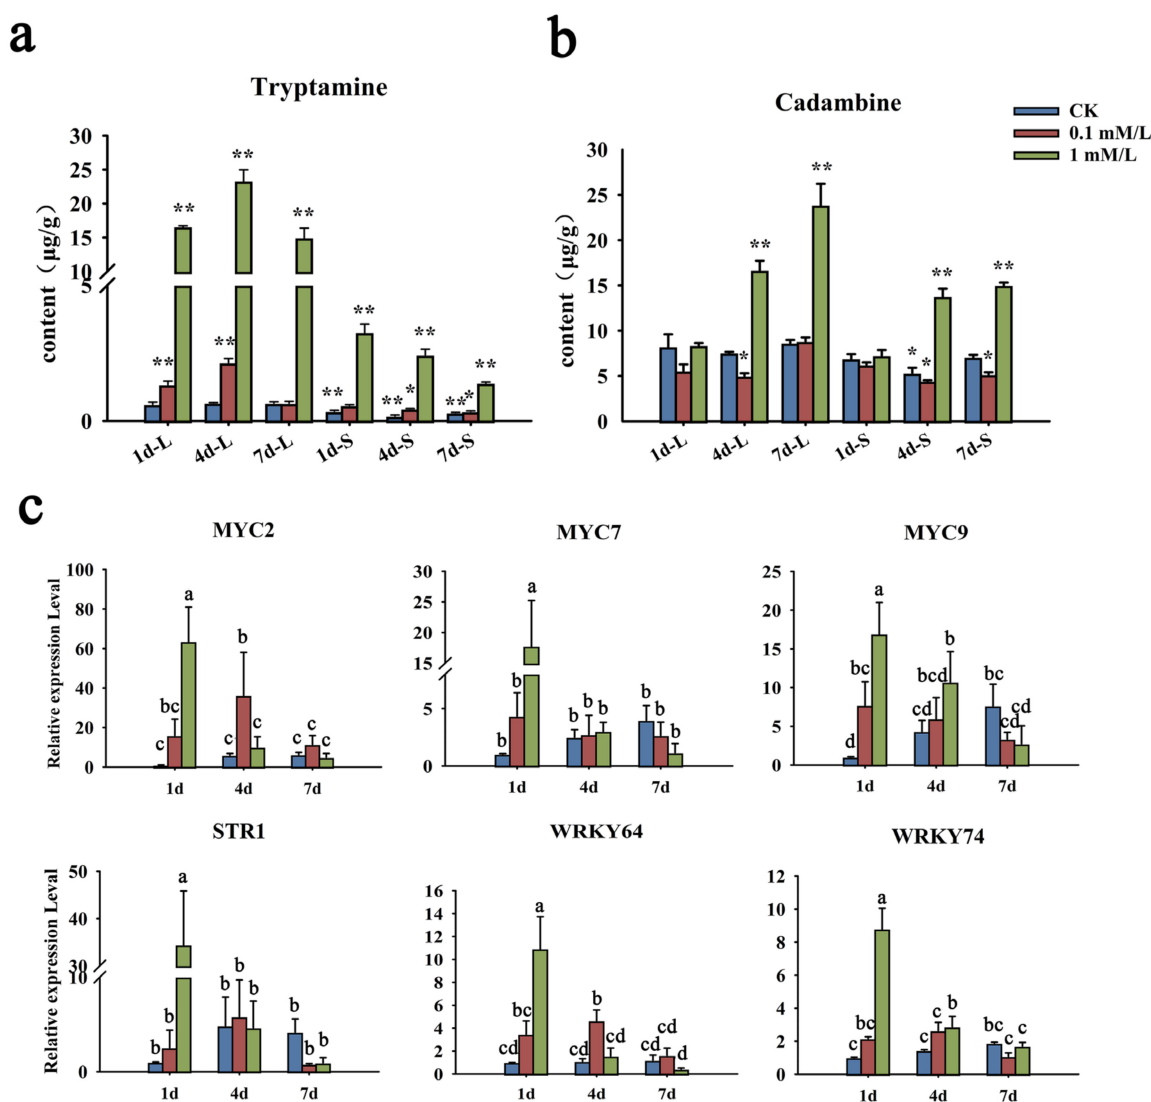 a
b
Tryptamine
Cadambine
CK
0.1 mM/L
1 mM/L
content (μg/g)
30
25
20
15
10
5
0
** ** ** ** ** ** ** ** ** * ** ** * **
1d-L 4d-L 7d-L 1d-S 4d-S 7d-S
content (μg/g)
30
25
20
15
10
5
0
* ** ** * * ** * **
1d-L 4d-L 7d-L 1d-S 4d-S 7d-S
c
MYC2
MYC7
MYC9
Relative expression Leval
100
80
60
40
20
0
c bc a c b c c c c
1d 4d 7d
30
25
20
15
5
0
b b a b b b b b b
1d 4d 7d
25
20
15
10
5
0
d bc a cd bcd b bc cd cd
1d 4d 7d
STR1
WRKY64
WRKY74
Relative expression Level
50
40
30
10
0
b b a b b b b b b
1d 4d 7d
16
14
12
10
8
6
4
2
0
cd bc a cd b cd cd cd d
1d 4d 7d
12
10
8
6
4
2
0
c bc a c c b bc c c
1d 4d 7d